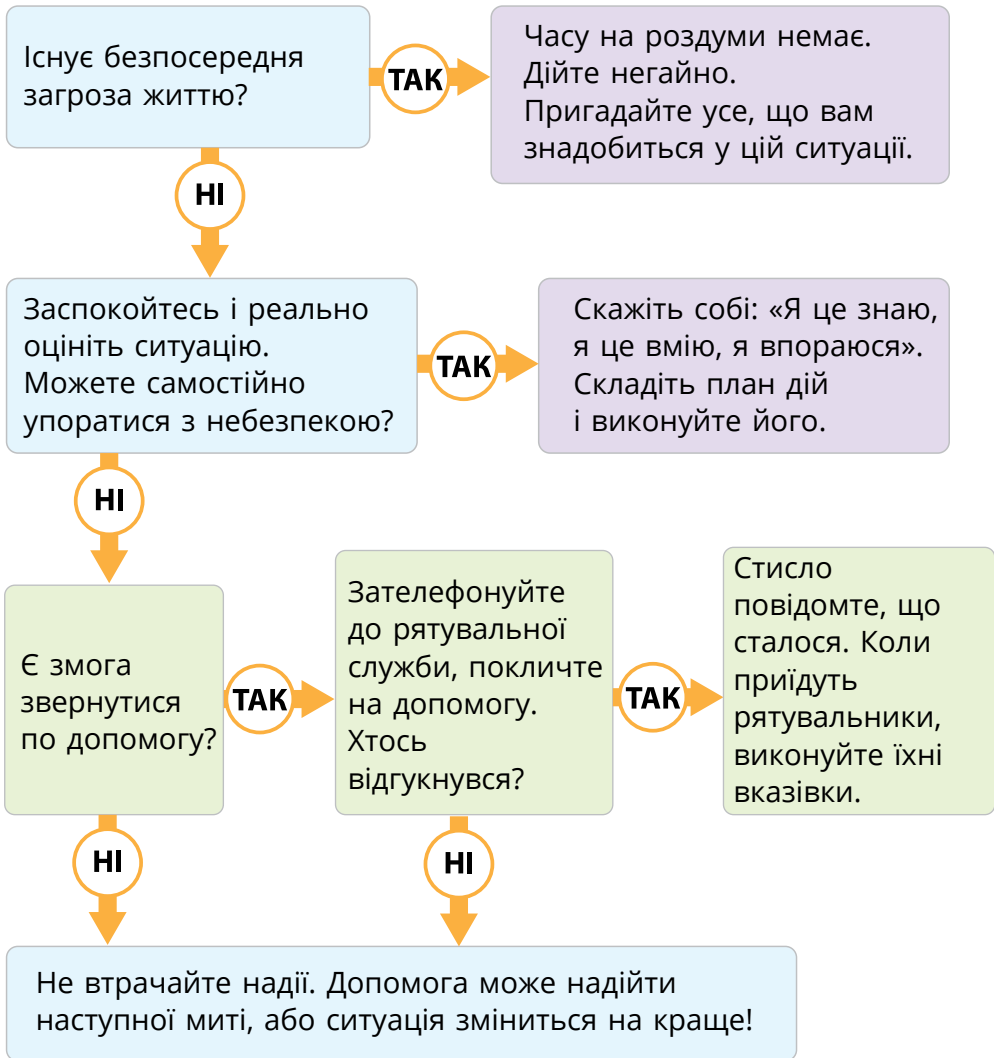 Існує безпосередня
загроза життю?
ТАК
Часу на роздуми немає.
Дійте негайно.
Пригадайте усе, що вам
знадобиться у цій ситуації.
НІ
Заспокойтесь і реально
оцініть ситуацію.
Можете самостійно
упоратися з небезпекою?
ТАК
Скажіть собі: «Я це знаю,
я це вмію, я впораюся».
Складіть план дій
і виконуйте його.
НІ
Є змога
звернутися
по допомогу?
ТАК
Зателефонуйте
до рятувальної
служби, покличте
на допомогу.
Хтось
відгукнувся?
ТАК
Стисло
повідомте, що
сталося. Коли
приїдуть
рятувальники,
виконуйте їхні
вказівки.
НІ
НІ
Не втрачайте надії. Допомога може надійти
наступної миті, або ситуація зміниться на краще!